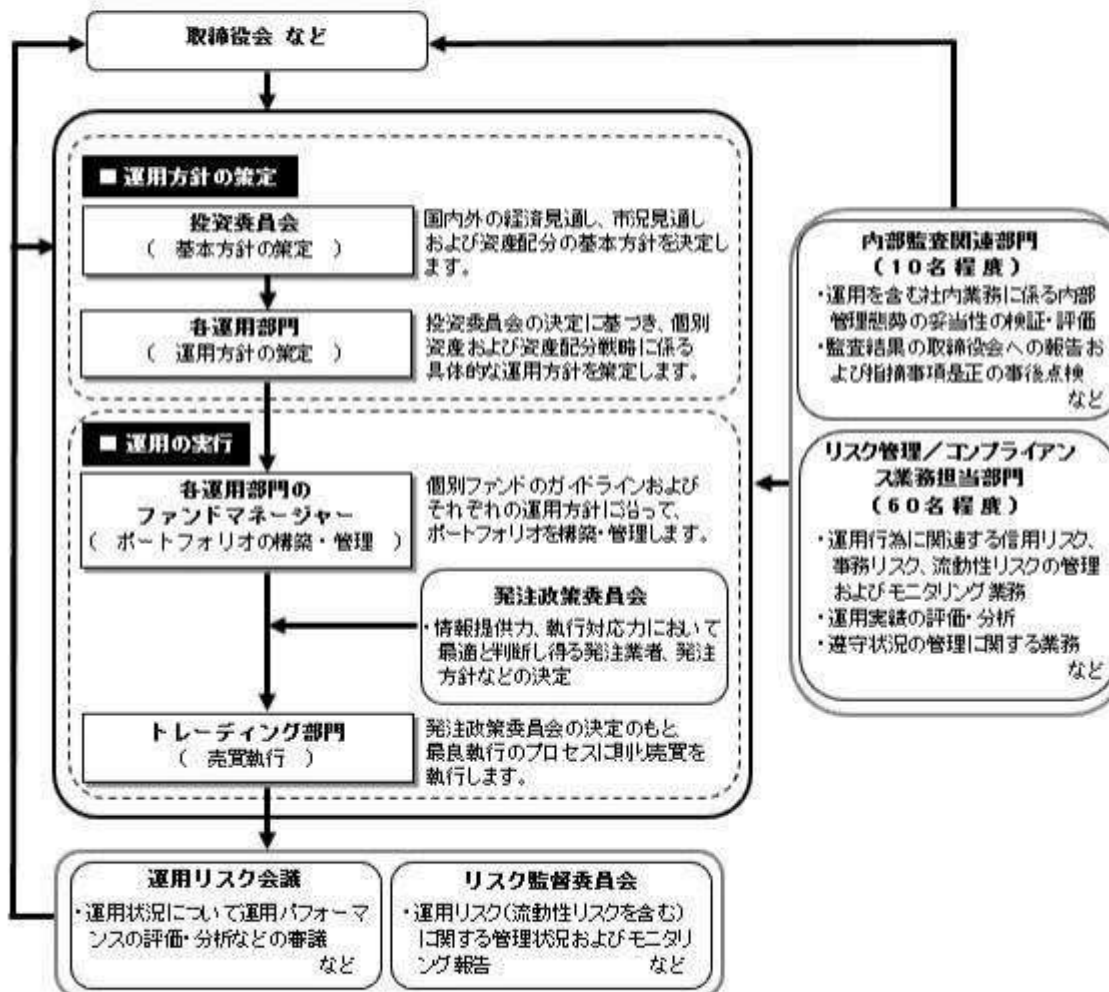 取締役会 など
■ 運用方針の策定
投資委員会
( 基本方針の策定 )
国内外の経済見通し、市況見通し
および資産配分の基本方針を決定し
ます。
各運用部門
( 運用方針の策定 )
投資委員会の決定に基づき、個別
資産および資産配分戦略に係る
具体的な運用方針を策定します。
■ 運用の実行
各運用部門の
ファンドマネージャー
( ポートフォリオの構築・管理 )
個別ファンドのガイドラインおよび
それぞれの運用方針に沿って、
ポートフォリオを構築・管理します。
発注政策委員会
・情報提供力、執行対応力において
最適と判断し得る発注業者、発注
方針などの決定
トレーディング部門
( 売買執行 )
発注政策委員会の決定のもと
最良執行のプロセスに則り売買を
執行します。
内部監査関連部門
(10名程度)
・運用を含む社内業務に係る内部
管理態勢の妥当性の検証・評価
・監査結果の取締役会への報告お
よび指摘事項是正の事後点検
など
リスク管理/コンプライアン
ス業務担当部門
(60名程度)
・運用行為に関連する信用リスク、
事務リスク、流動性リスクの管理
およびモニタリング業務
・運用実績の評価・分析
・遵守状況の管理に関する業務
など
運用リスク会議
・運用状況について運用パフォーマ
ンスの評価・分析などの審議
など
リスク監督委員会
・運用リスク(流動性リスクを含む)
に関する管理状況およびモニタリ
ング報告 など